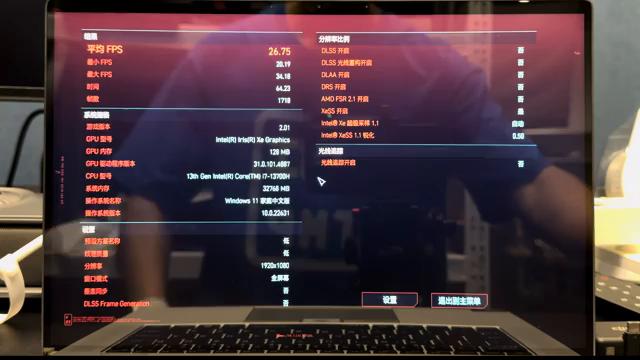 结果
平均 FPS 26.75
最小 FPS 20.19
最大 FPS 34.18
时间 64.23
帧数 1718
系统规格
游戏版本 2.01
GPU 型号 Intel(R) Iris(R) Xe Graphics
GPU 内存 128 MB
GPU 驱动程序版本 31.0.101.4887
CPU 型号 13th Gen Intel(R) Core(TM) i7-13700H
系统内存 32768 MB
操作系统名称 Windows 11 家庭中文版
操作系统版本 10.0.22631
设置
预设方案名称 低
纹理质量 低
分辨率 1920x1080
窗口模式 全屏幕
垂直同步 否
DLSS Frame Generation 否
分辨率比例
DLSS 开启 否
DLSS 光线重构开启 否
DLAA 开启 否
DRS 开启 否
AMD FSR 2.1 开启 否
XeSS 开启 是
Intel® Xe 超级采样 1.1 自动
Intel® XeSS 1.1 锐化 0.50
光线追踪
光线追踪开启 否
设置
退出到主菜单